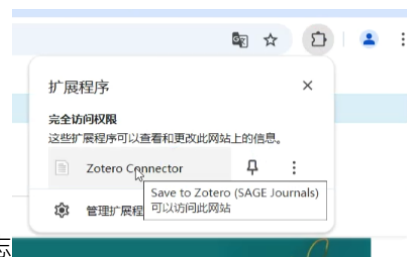 扩展程序
完全访问权限
这些扩展程序可以查看和更改此网站上的信息。
Zotero Connector
Save to Zotero (SAGE Journals)
可以访问此网站
管理扩展程